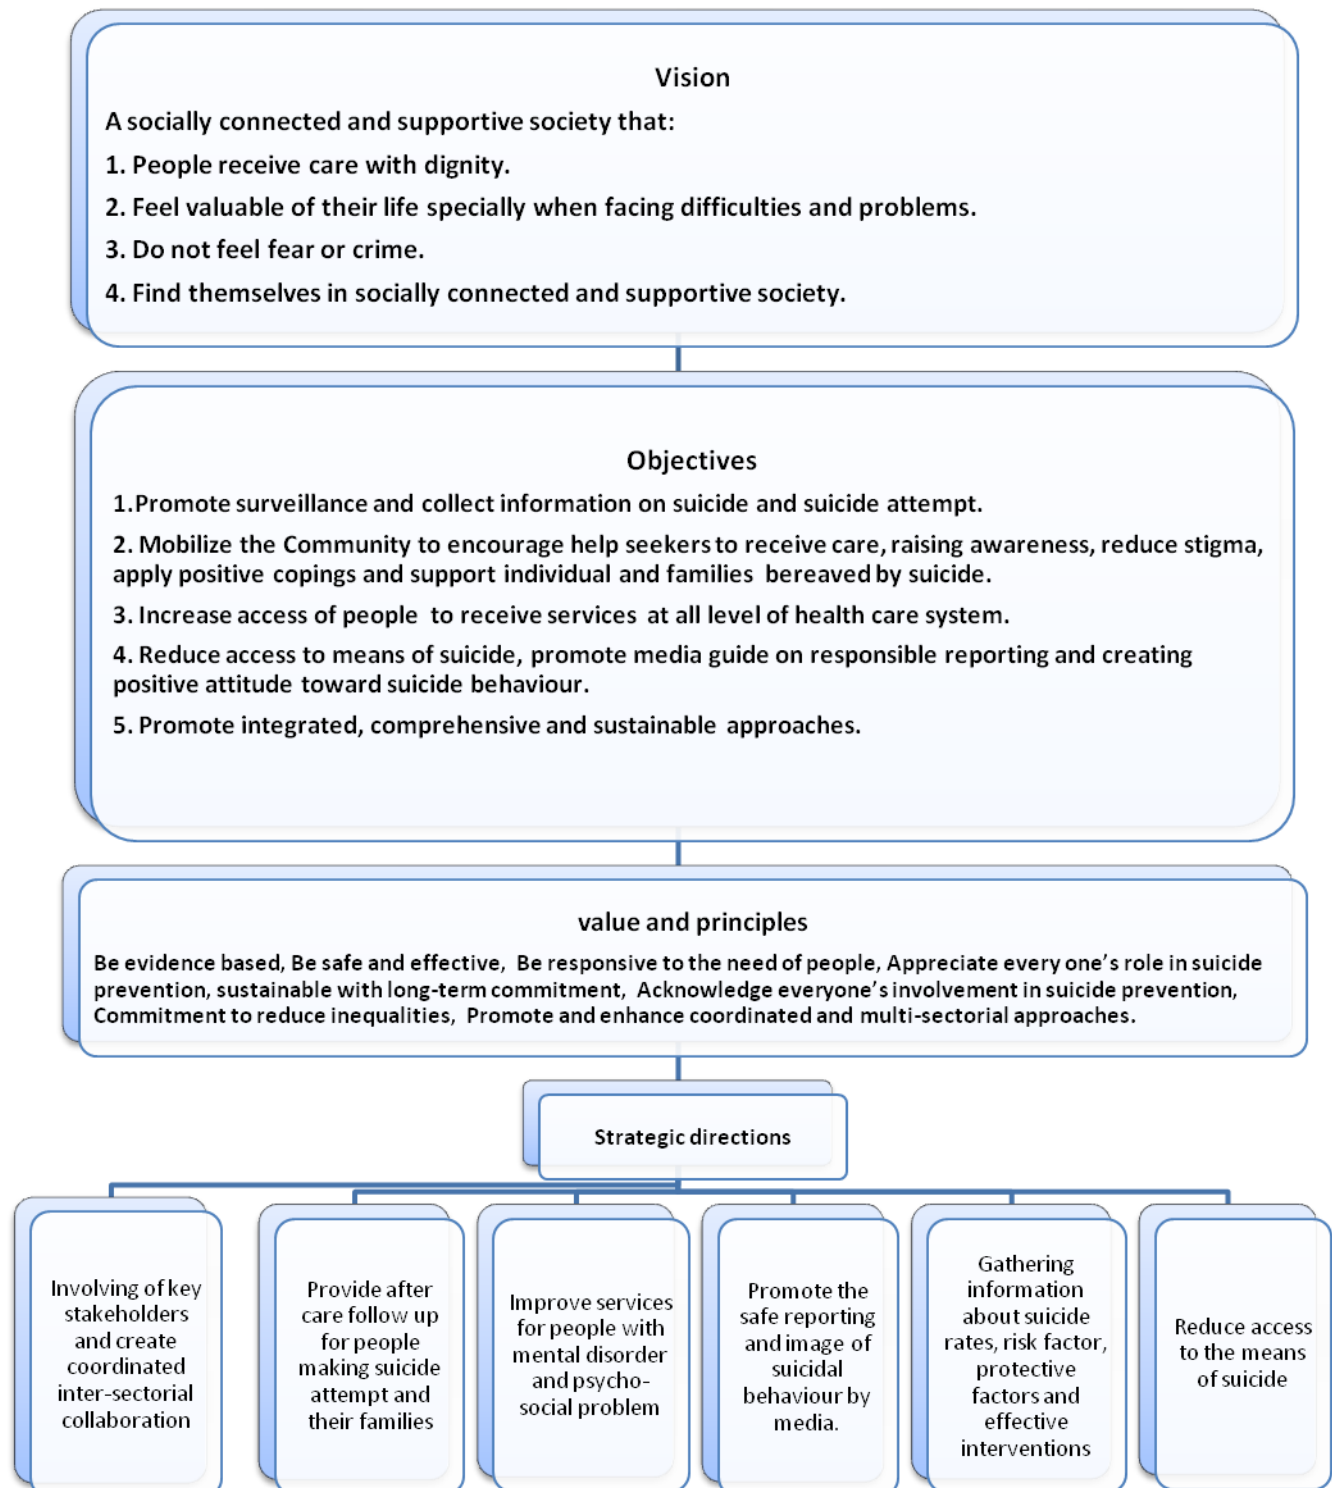 Vision
A socially connected and supportive society that:
1. People receive care with dignity.
2. Feel valuable of their life specially when facing difficulties and problems.
3. Do not feel fear or crime.
4. Find themselves in socially connected and supportive society.
Objectives
1.Promote surveillance and collect information on suicide and suicide attempt.
2. Mobilize the Community to encourage help seekers to receive care, raising awareness, reduce stigma,
apply positive copings and support individual and families bereaved by suicide.
3. Increase access of people to receive services at all level of health care system.
4. Reduce access to means of suicide, promote media guide on responsible reporting and creating
positive attitude toward suicide behaviour.
5. Promote integrated, comprehensive and sustainable approaches.
value and principles
Be evidence based, Be safe and effective, Be responsive to the need of people, Appreciate every one's role in suicide
prevention, sustainable with long-term commitment, Acknowledge everyone's involvement in suicide prevention,
Commitment to reduce inequalities, Promote and enhance coordinated and multi-sectorial approaches.
Strategic directions
Involving of key
stakeholders
and create
coordinated
inter-sectorial
collaboration
Provide after
care follow up
for people
making suicide
attempt and
their families
Improve services
for people with
mental disorder
and psycho-
social problem
Promote the
safe reporting
and image of
suicidal
behaviour by
media.
Gathering
information
about suicide
rates, risk factor,
protective
factors and
effective
interventions
Reduce access
to the means
of suicide